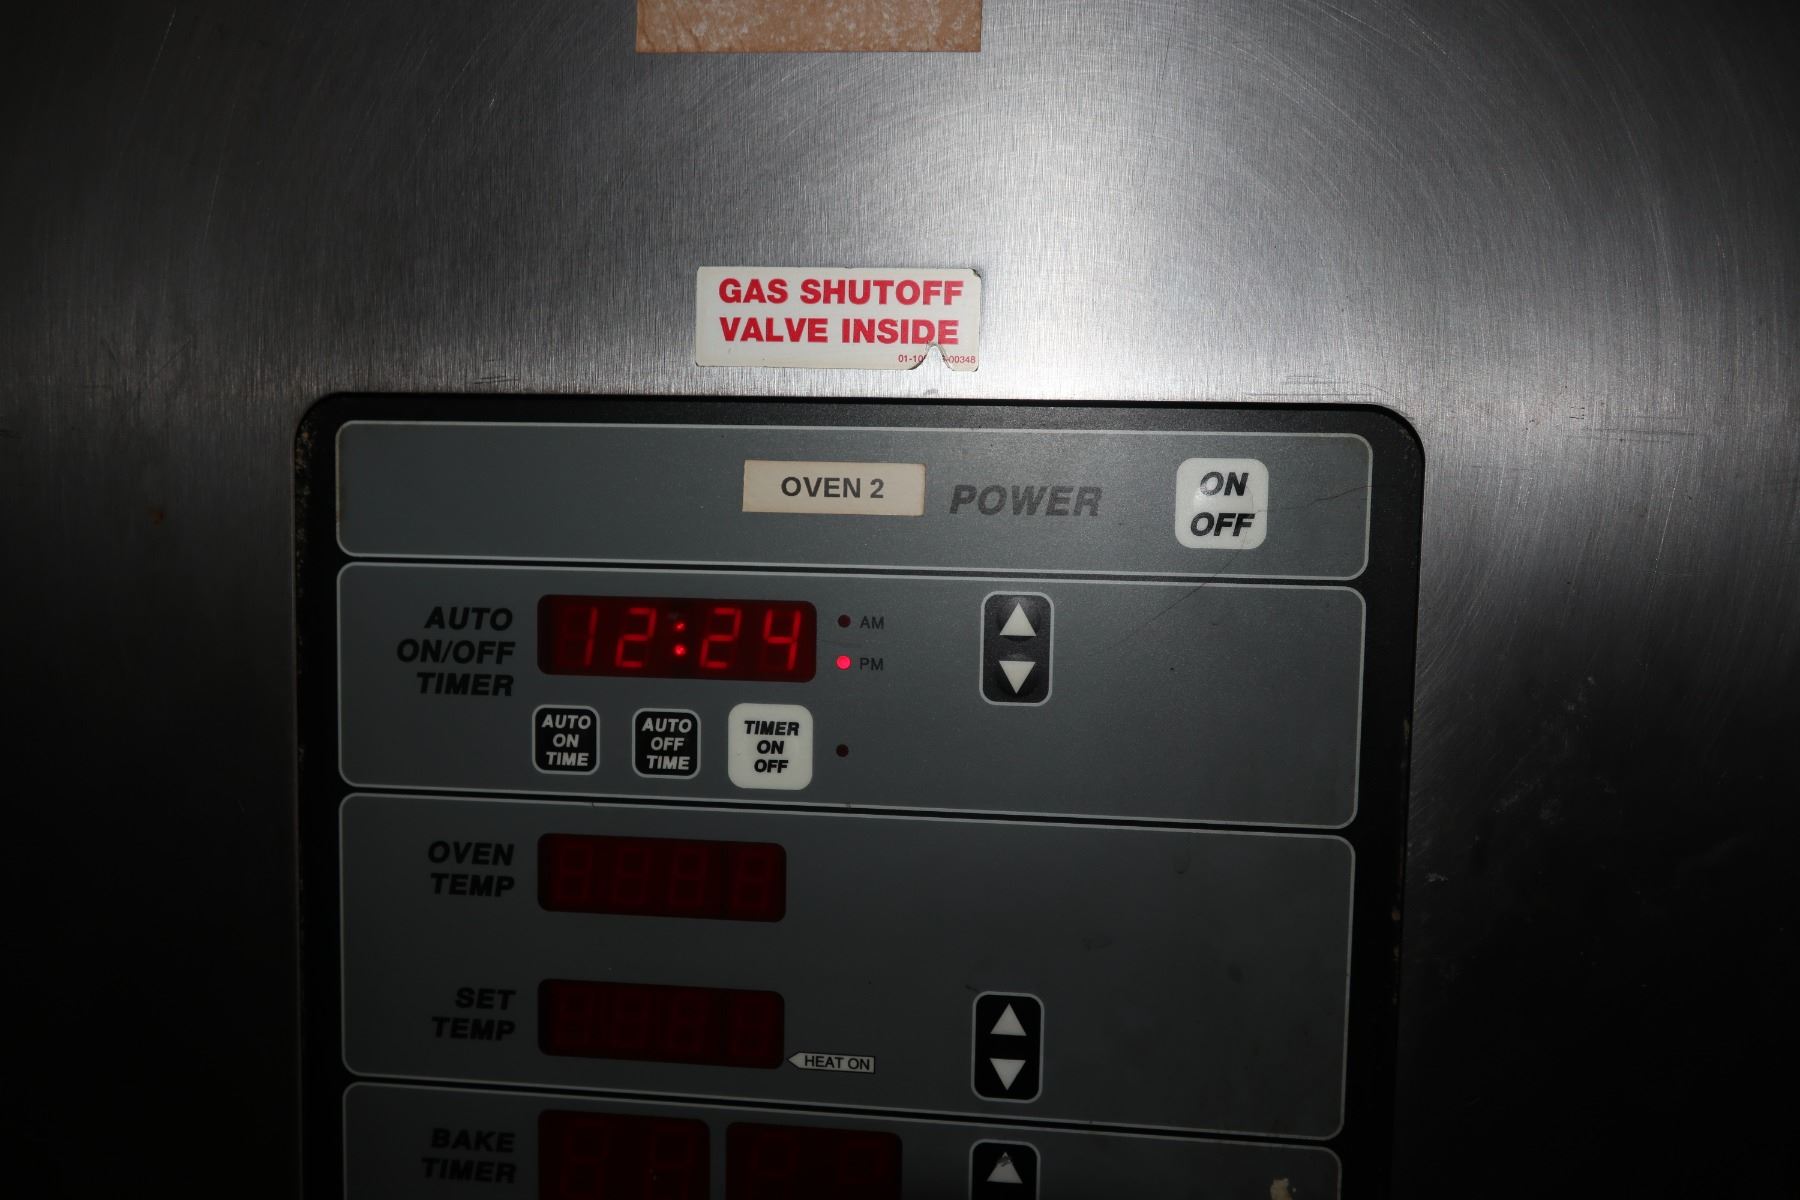 GAS SHUTOFF
VALVE INSIDE
OVEN 2
POWER
ON
OFF
AUTO
ON/OFF
TIMER
12:24
AM
PM
AUTO
ON
TIME
AUTO
OFF
TIME
TIMER
ON
OFF
OVEN
TEMP
SET
TEMP
HEAT ON
BAKE
TIMER